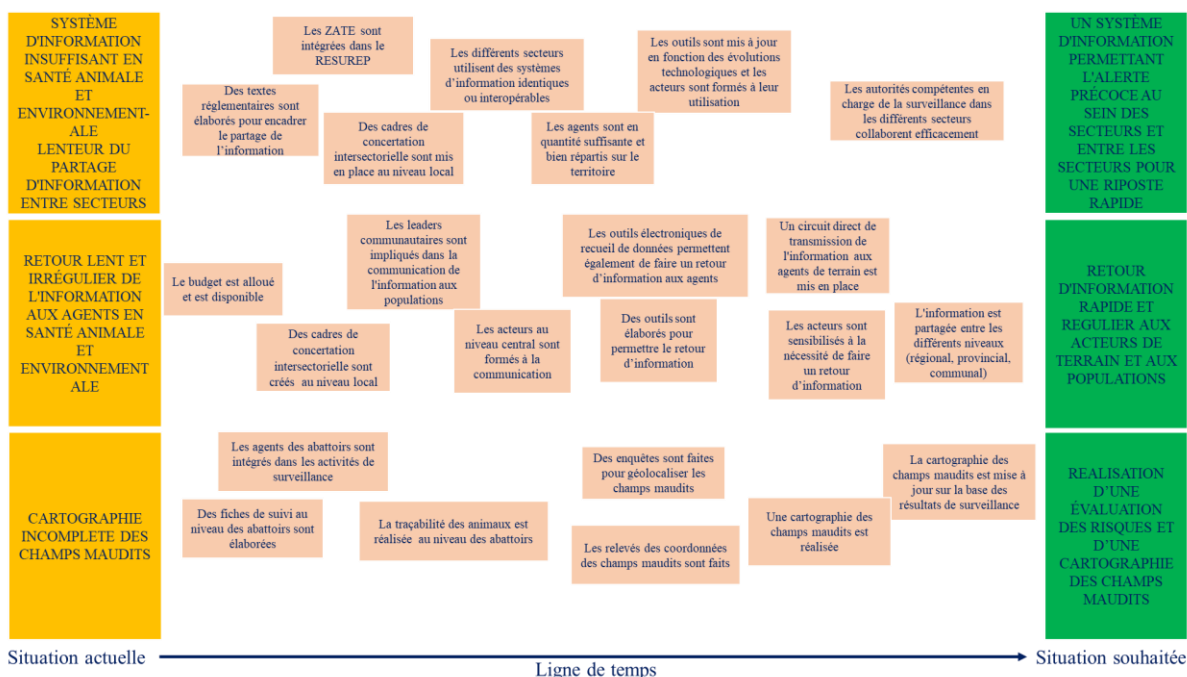 SYSTÈME
D'INFORMATION
INSUFFISANT EN
SANTÉ ANIMALE
ET
ENVIRONNEMENT-
ALE
LENTEUR DU
PARTAGE
D'INFORMATION
ENTRE SECTEURS
Des textes
réglementaires sont
élaborés pour encadrer
le partage de
l’information
Les ZATE sont
intégrées dans le
RESUREP
Des cadres de
concertation
intersectorielle sont mis
en place au niveau local
Les différents secteurs
utilisent des systèmes
d’information identiques
ou interopérables
Les agents sont en
quantité suffisante et
bien répartis sur le
territoire
Les outils sont mis à jour
en fonction des évolutions
technologiques et les
acteurs sont formés à leur
utilisation
Les autorités compétentes en
charge de la surveillance dans
les différents secteurs
collaborent efficacement
UN SYSTÈME
D'INFORMATION
PERMETTANT
L'ALERTE
PRÉCOCE AU
SEIN DES
SECTEURS ET
ENTRE LES
SECTEURS POUR
UNE RIPOSTE
RAPIDE
RETOUR LENT ET
IRRÉGULIER DE
L'INFORMATION
AUX AGENTS EN
SANTÉ ANIMALE
ET
ENVIRONNEMENT
ALE
Le budget est alloué
et est disponible
Des cadres de
concertation
intersectorielle sont
créés au niveau local
Les leaders
communautaires sont
impliqués dans la
communication de
l'information aux
populations
Les acteurs au
niveau central sont
formés à la
communication
Les outils électroniques de
recueil de données permettent
également de faire un retour
d’information aux agents
Des outils sont
élaborés pour
permettre le retour
d’information
Un circuit direct de
transmission de
l'information aux
agents de terrain est
mis en place
Les acteurs sont
sensibilisés à la
nécessité de faire
un retour
d’information
L'information est
partagée entre les
différents niveaux
(régional, provincial,
communal)
RETOUR
D'INFORMATION
RAPIDE ET
REGULIER AUX
ACTEURS DE
TERRAIN ET AUX
POPULATIONS
CARTOGRAPHIE
INCOMPLETE DES
CHAMPS MAUDITS
Les agents des abattoirs sont
intégrés dans les activités de
surveillance
Des fiches de suivi au
niveau des abattoirs sont
élaborées
La traçabilité des animaux est
réalisée au niveau des abattoirs
Des enquêtes sont faites
pour géolocaliser les
champs maudits
Les relevés des coordonnées
des champs maudits sont faits
Une cartographie des
champs maudits est
réalisée
La cartographie des
champs maudits est mise à
jour sur la base des
résultats de surveillance
REALISATION
D’UNE
ÉVALUATION
DES RISQUES ET
D’UNE
CARTOGRAPHIE
DES CHAMPS
MAUDITS
Situation actuelle
Ligne de temps
Situation souhaitée